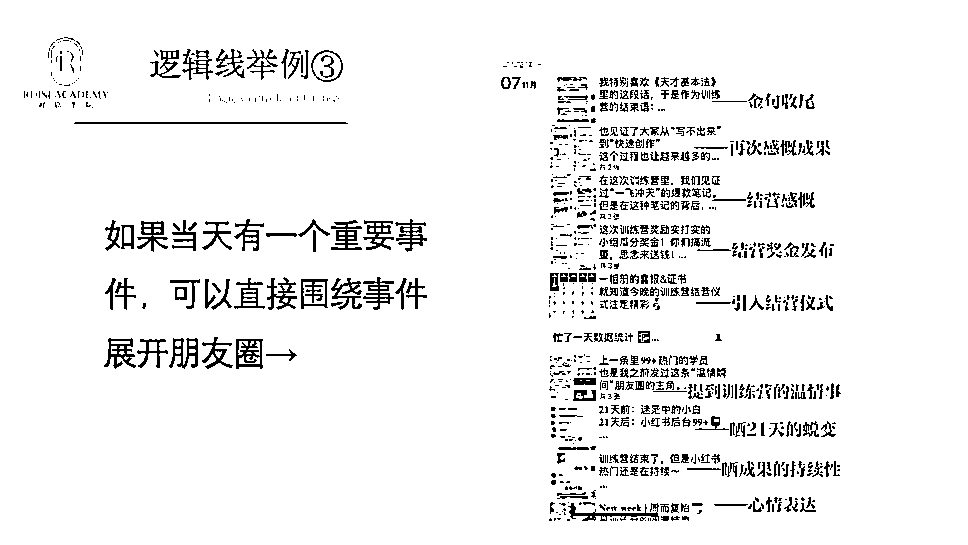 逻辑线举例③
如果当天有一个重要事
件，可以直接围绕事件
展开朋友圈→
07 11月
我特别喜欢《天才基本法》
里的这段话，于是作为训练
营的结束语：...
——金句收尾
也见证了大家从“写不出来”
到“快速创作”
这个过程也让越来越多的...
——再次感慨成果
在这次训练营里，我们见证
过“一飞冲天”的爆款笔记，
但是在这种笔记的背后，...
——结营感慨
这次训练营奖励实打实的
小组瓜分奖金！你们搞流
量，思念来送钱！...
——结营奖金发布
一相册的喜报&证书
就知道今晚的训练营结营仪
式注定精彩
——引入结营仪式
忙了一天数据统计
1
上一条里99+热门的学员
也是我之前发过这条“温情瞬
间”朋友圈的主角...
——提到训练营的温情事
21天前：迷茫中的小白
21天后：小红书后台99+
...
——晒21天的蜕变
训练营结束了，但是小红书
热门还是在持续～
...
——晒成果的持续性
New week | 周而复始
——心情表达